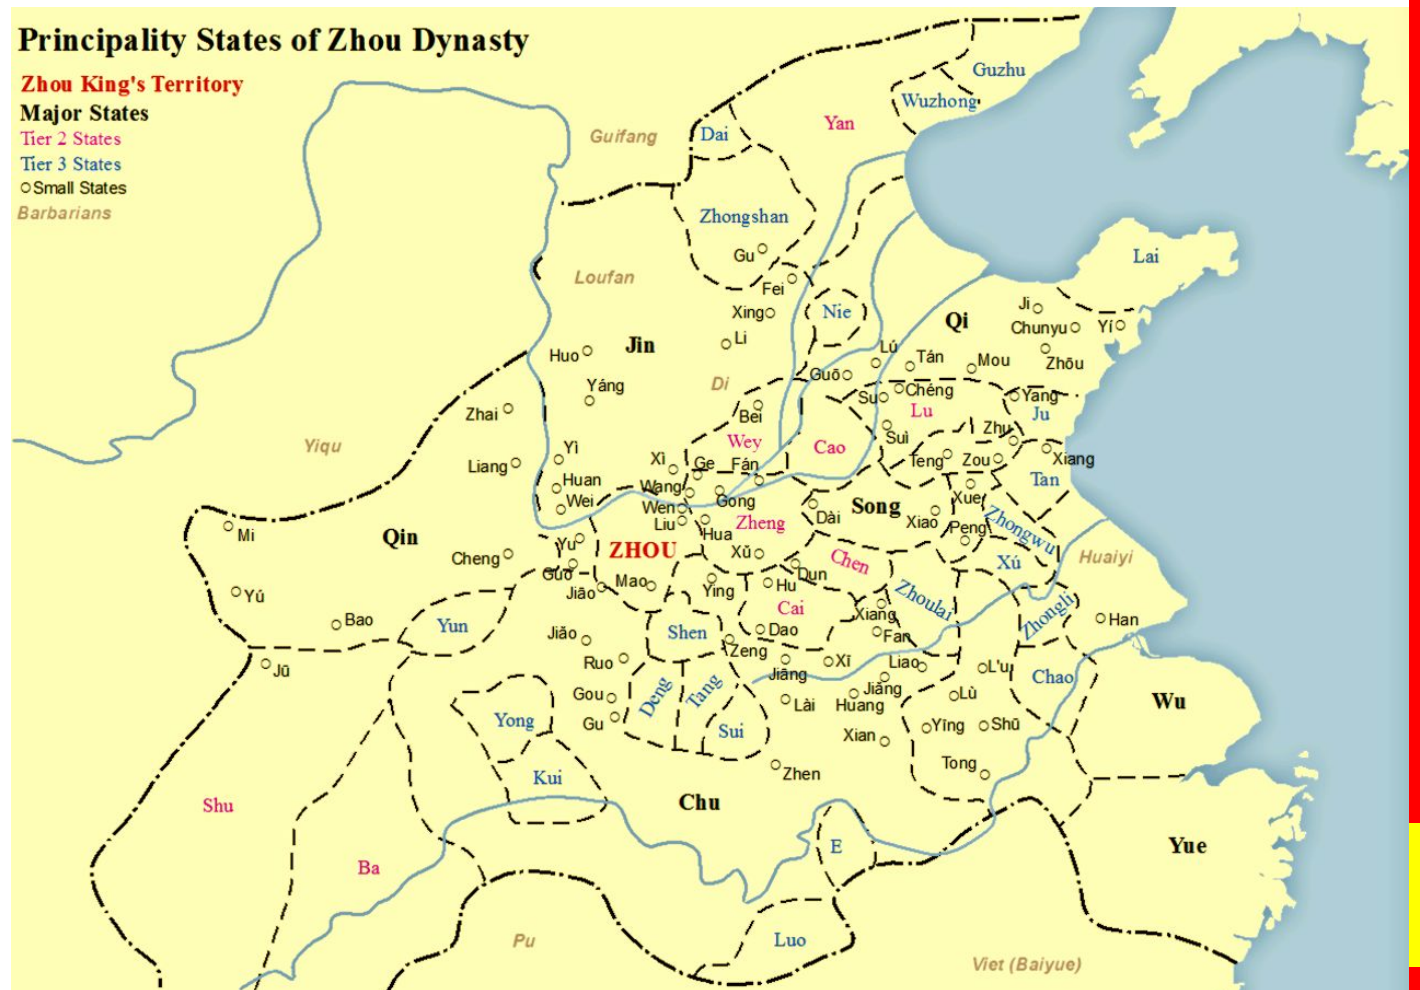 Principality States of Zhou Dynasty
Zhou King's Territory
Major States
Tier 2 States
Tier 3 States
Small States
Barbarians
Guzhu
Wuzhong
Yan
Guifang
Dai
Zhongshan
Gu
Lai
Loufan
Fei
Xing
Nie
Ji
Qi
Chunyu
Yí
Li
Jin
Huo
Lú
Tán
Mou
Zhōu
Guō
Di
Yáng
Su
Chéng
Yang
Zhai
Bei
Lu
Ju
Zhu
Suì
Yiqu
Wey
Cao
Yì
Liang
Xì
Ge
Fán
Teng
Zou
Xiang
Tan
Huan
Wang
Gong
Xue
Wei
Wen
Liu
Zheng
Dài
Song
Xiao
Peng
Zhongwu
Mi
Qin
Yu
ZHOU
Hua
Xǔ
Chen
Xú
Huaiyi
Cheng
Guo
Dun
Yú
Jiāo
Mao
Ying
Hu
Zhoulai
Zhongli
Cai
Xiang
Bao
Yun
Jiǎo
Shen
Zeng
Dao
Fan
Han
Jū
Ruo
Jiāng
Xī
Liao
L'u
Chao
Gou
Deng
Tang
Lài
Jiǎng
Huang
Lù
Wu
Gu
Yong
Sui
Xian
Yīng
Shū
Kui
Zhen
Tong
Shu
Chu
E
Yue
Ba
Pu
Luo
Viet (Baiyue)